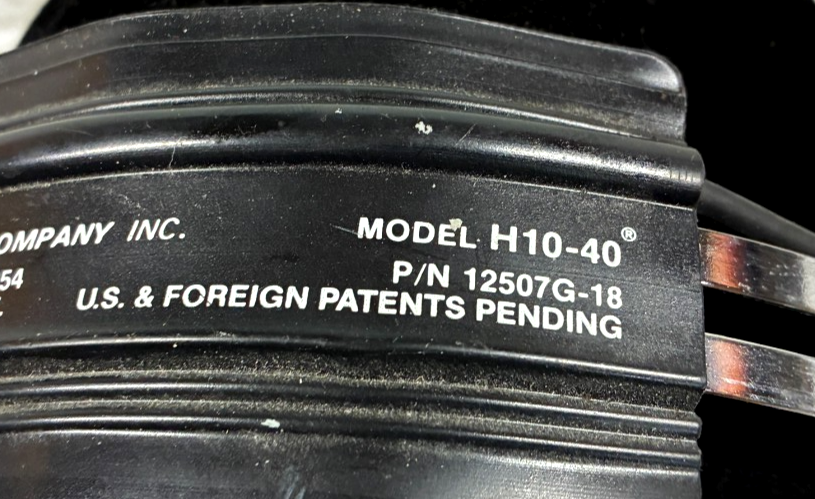 OMPANY INC.
54
MODEL H10-40®
P/N 12507G-18
U.S. & FOREIGN PATENTS PENDING